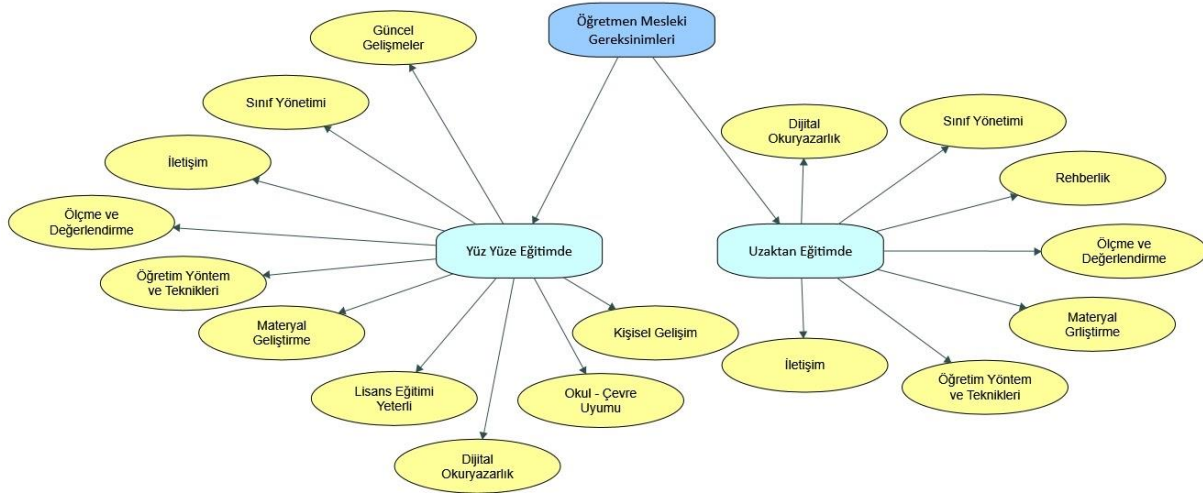 Öğretmen Mesleki
Gereksinimleri
Güncel
Gelişmeler
Sınıf Yönetimi
İletişim
Ölçme ve
Değerlendirme
Öğretim Yöntem
ve Teknikleri
Materyal
Geliştirme
Lisans Eğitimi
Yeterli
Dijital
Okuryazarlık
Okul - Çevre
Uyumu
Kişisel Gelişim
Yüz Yüze Eğitimde
Uzaktan Eğitimde
Dijital
Okuryazarlık
Sınıf Yönetimi
Rehberlik
Ölçme ve
Değerlendirme
Materyal
Grliştirme
Öğretim Yöntem
ve Teknikleri
İletişim